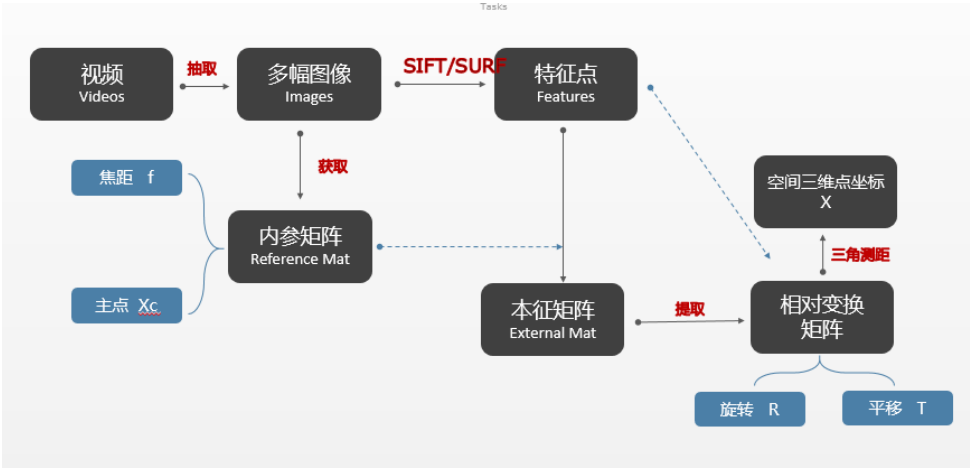 Tasks
视频
Videos
抽取
多幅图像
Images
SIFT/SURF
特征点
Features
获取
焦距 f
主点 Xc
内参矩阵
Reference Mat
空间三维点坐标
X
三角测距
本征矩阵
External Mat
提取
相对变换
矩阵
旋转 R
平移 T